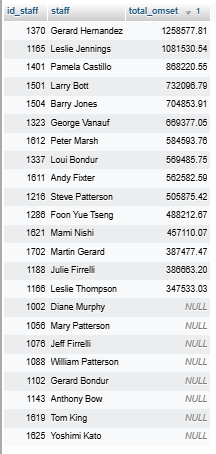 id_staff staff total_omset 1
1370 Gerard Hernandez 1258577.81
1165 Leslie Jennings 1081530.54
1401 Pamela Castillo 868220.55
1501 Larry Bott 732096.79
1504 Barry Jones 704853.91
1323 George Vanauf 669377.05
1612 Peter Marsh 584593.76
1337 Loui Bondur 569485.75
1611 Andy Fixter 562582.59
1216 Steve Patterson 505875.42
1286 Foon Yue Tseng 488212.67
1621 Mami Nishi 457110.07
1702 Martin Gerard 387477.47
1188 Julie Firrelli 386663.20
1166 Leslie Thompson 347533.03
1002 Diane Murphy NULL
1056 Mary Patterson NULL
1076 Jeff Firrelli NULL
1088 William Patterson NULL
1102 Gerard Bondur NULL
1143 Anthony Bow NULL
1619 Tom King NULL
1625 Yoshimi Kato NULL